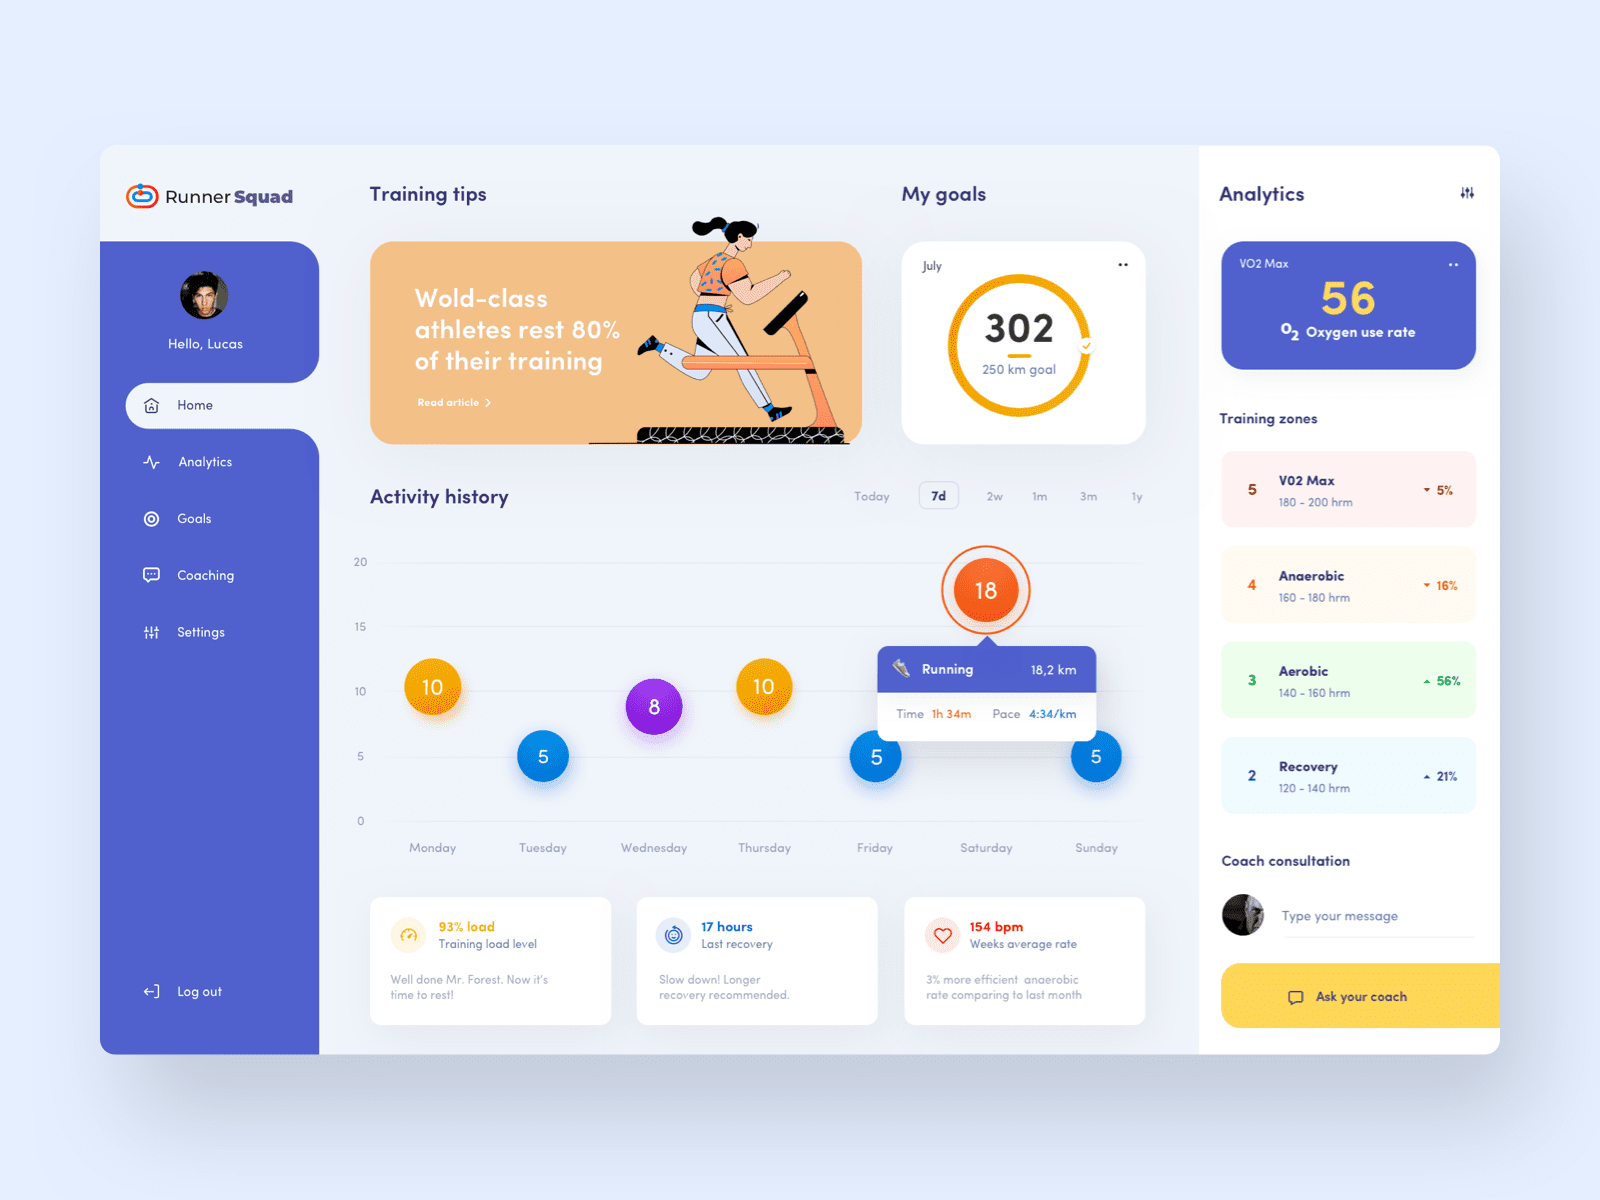 Runner Squad
Hello, Lucas
Home
Analytics
Goals
Coaching
Settings
Log out
Training tips
Wold-class
athletes rest 80%
of their training
Read article
My goals
July
302
250 km goal
Activity history
Today 7d 2w 1m 3m 1y
20
15
10
5
0
10
5
8
10
5
18
5
Running 18,2 km
Time 1h 34m Pace 4:34/km
Monday Tuesday Wednesday Thursday Friday Saturday Sunday
93% load
Training load level
Well done Mr. Forest. Now it's
time to rest!
17 hours
Last recovery
Slow down! Longer
recovery recommended.
154 bpm
Weeks average rate
3% more efficient anaerobic
rate comparing to last month
Analytics
VO2 Max
56
O2 Oxygen use rate
Training zones
5 V02 Max 5%
180 - 200 hrm
4 Anaerobic 16%
160 - 180 hrm
3 Aerobic 56%
140 - 160 hrm
2 Recovery 21%
120 - 140 hrm
Coach consultation
Type your message
Ask your coach